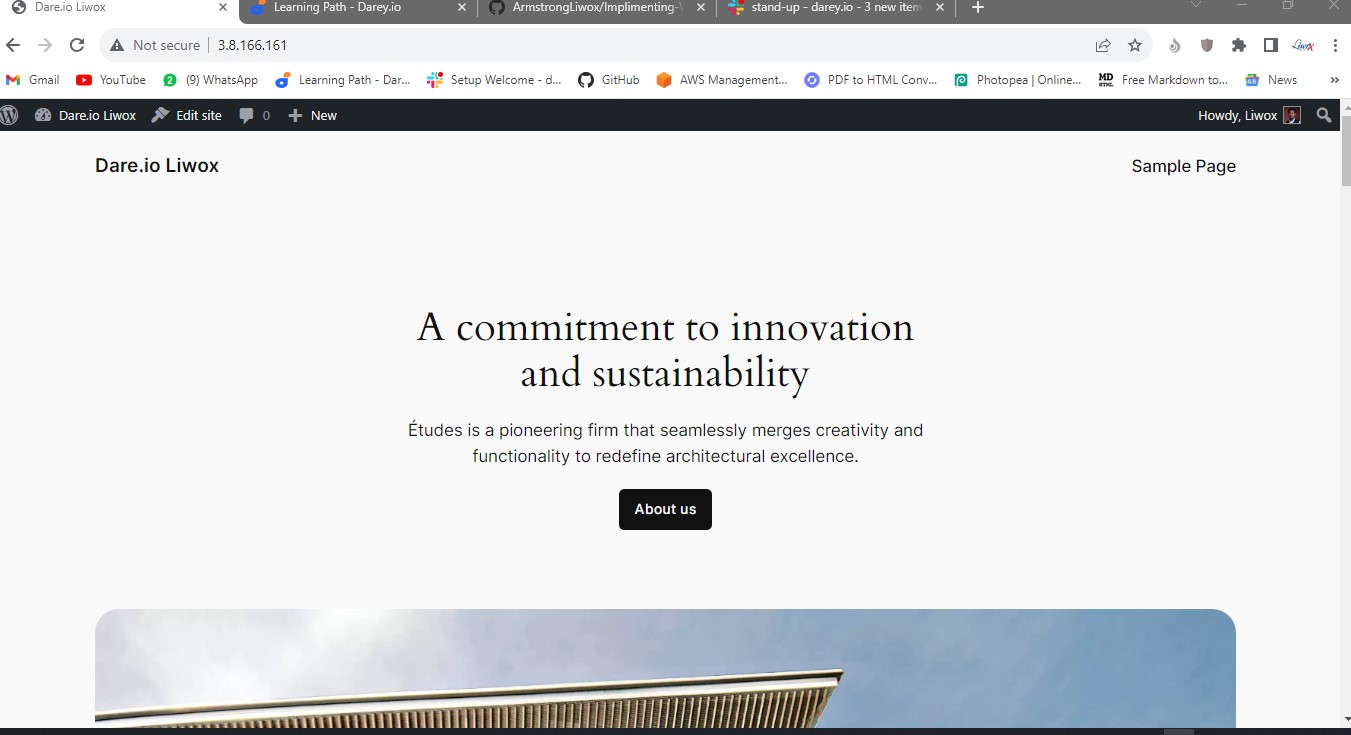 Dare.io Liwox
Learning Path - Darey.io
ArmstrongLiwox/Implimenting-
stand-up - darey.io - 3 new item
Not secure
3.8.166.161
Gmail
YouTube
2
(9) WhatsApp
Learning Path - Dar...
Setup Welcome - d...
GitHub
AWS Management...
PDF to HTML Conv...
Photopea | Online...
MD
HTML
Free Markdown to...
News
»
Dare.io Liwox
Edit site
0
New
Howdy, Liwox
Dare.io Liwox
Sample Page
A commitment to innovation
and sustainability
Études is a pioneering firm that seamlessly merges creativity and
functionality to redefine architectural excellence.
About us